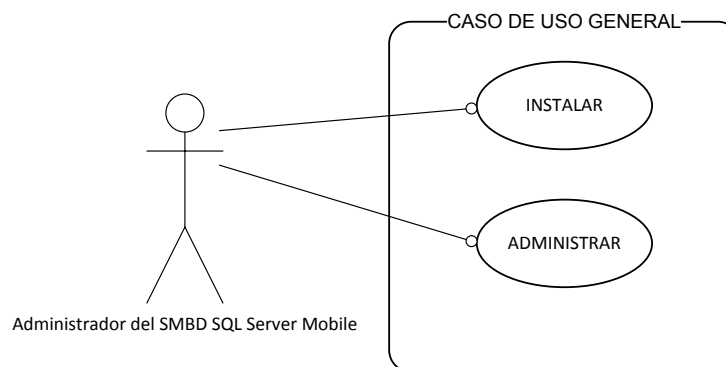 CASO DE USO GENERAL
INSTALAR
ADMINISTRAR
Administrador del SMBD SQL Server Mobile